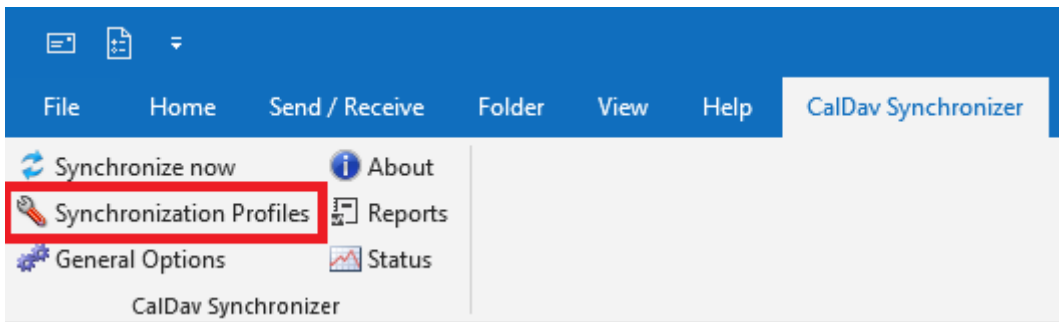 File Home Send / Receive Folder View Help CalDav Synchronizer
Synchronize now About
Synchronization Profiles Reports
General Options Status
CalDav Synchronizer